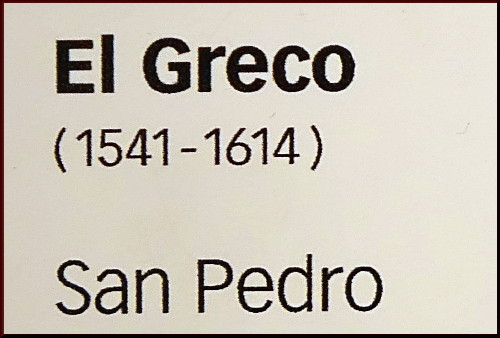 El Greco
(1541-1614)
San Pedro